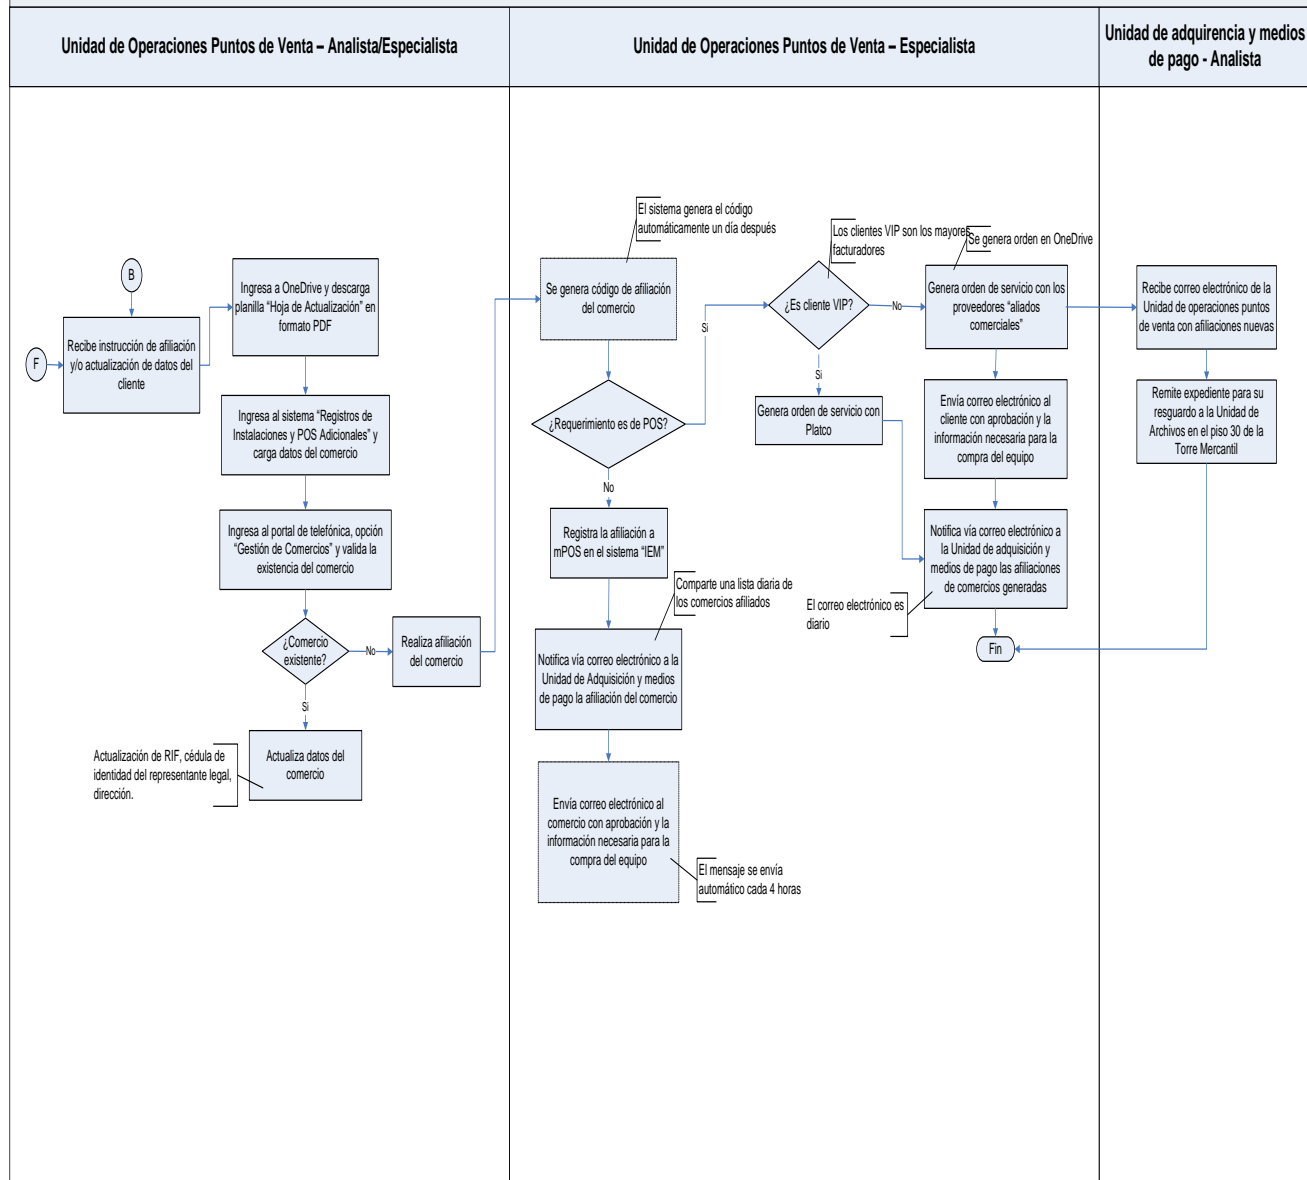 Unidad de Operaciones Puntos de Venta – Analista/Especialista
Unidad de Operaciones Puntos de Venta – Especialista
Unidad de adquirencia y medios
de pago - Analista
B
F
Recibe instrucción de afiliación
y/o actualización de datos del
cliente
Ingresa a OneDrive y descarga
planilla “Hoja de Actualización” en
formato PDF
Ingresa al sistema “Registros de
Instalaciones y POS Adicionales” y
carga datos del comercio
Ingresa al portal de telefónica, opción
“Gestión de Comercios” y valida la
existencia del comercio
¿Comercio
existente?
No
Realiza afiliación
del comercio
Si
Actualiza datos del
comercio
Actualización de RIF, cédula de
identidad del representante legal,
dirección.
El sistema genera el código
automáticamente un día después
Se genera código de afiliación
del comercio
¿Requerimiento es de POS?
Si
No
Registra la afiliación a
mPOS en el sistema “IEM”
Comparte una lista diaria de
los comercios afiliados
Notifica vía correo electrónico a la
Unidad de Adquisición y medios
de pago la afiliación del comercio
Envía correo electrónico al
comercio con aprobación y la
información necesaria para la
compra del equipo
El mensaje se envía
automático cada 4 horas
Los clientes VIP son los mayores
facturadores
¿Es cliente VIP?
No
Si
Genera orden de servicio con
Platco
Se genera orden en OneDrive
Genera orden de servicio con los
proveedores “aliados
comerciales”
Envía correo electrónico al
cliente con aprobación y la
información necesaria para la
compra del equipo
Notifica vía correo electrónico a
la Unidad de adquisición y
medios de pago las afiliaciones
de comercios generadas
El correo electrónico es
diario
Fin
Recibe correo electrónico de la
Unidad de operaciones puntos
de venta con afiliaciones nuevas
Remite expediente para su
resguardo a la Unidad de
Archivos en el piso 30 de la
Torre Mercantil